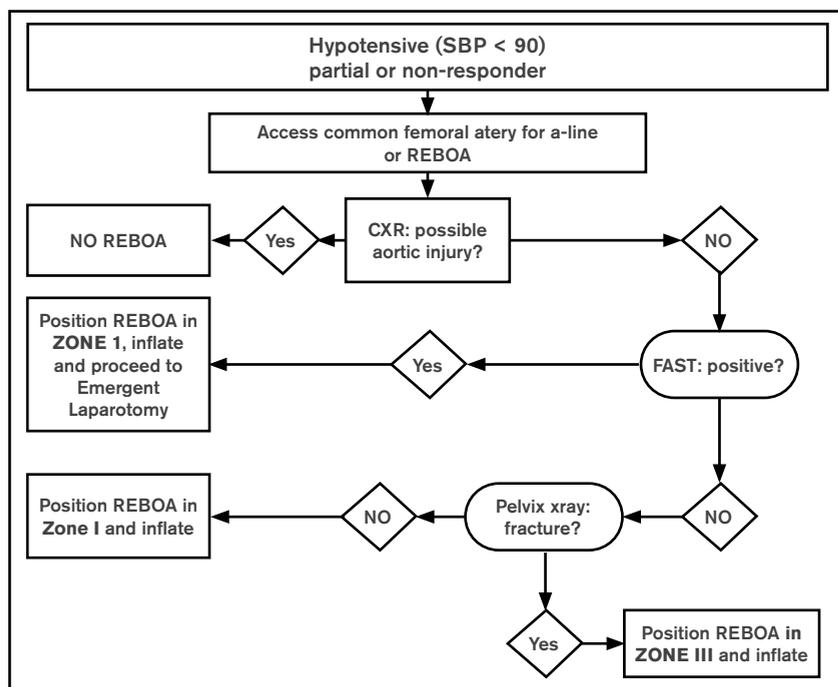 Hypotensive (SBP < 90)
partial or non-responder
Access common femoral atery for a-line
or REBOA
NO REBOA
Yes
CXR: possible
aortic injury?
NO
Position REBOA in
ZONE 1, inflate
and proceed to
Emergent
Laparotomy
Yes
FAST: positive?
Position REBOA in
Zone I and inflate
NO
Pelvix xray:
fracture?
NO
Yes
Position REBOA in
ZONE III and inflate